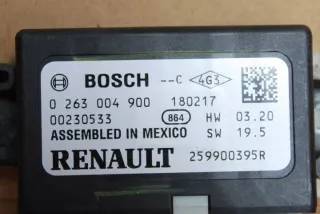 BOSCH --C 4G3
0 263 004 900 180217
00230533 864 HW 03.20
ASSEMBLED IN MEXICO SW 19.5
RENAULT 259900395R